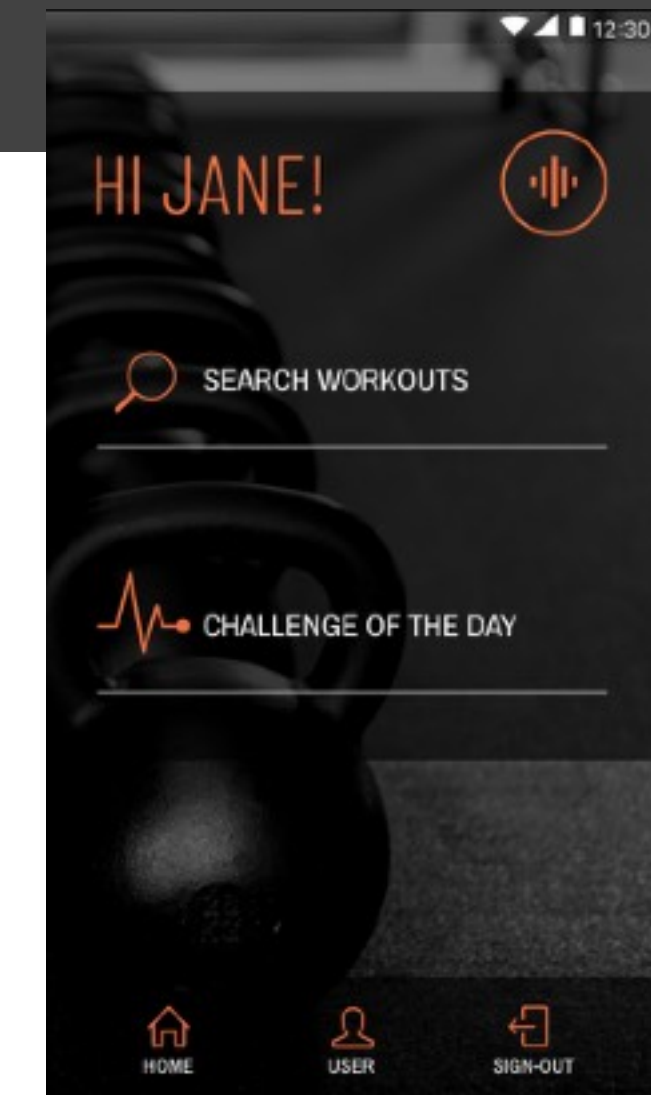 12:30
HI JANE!
SEARCH WORKOUTS
CHALLENGE OF THE DAY
HOME
USER
SIGN-OUT